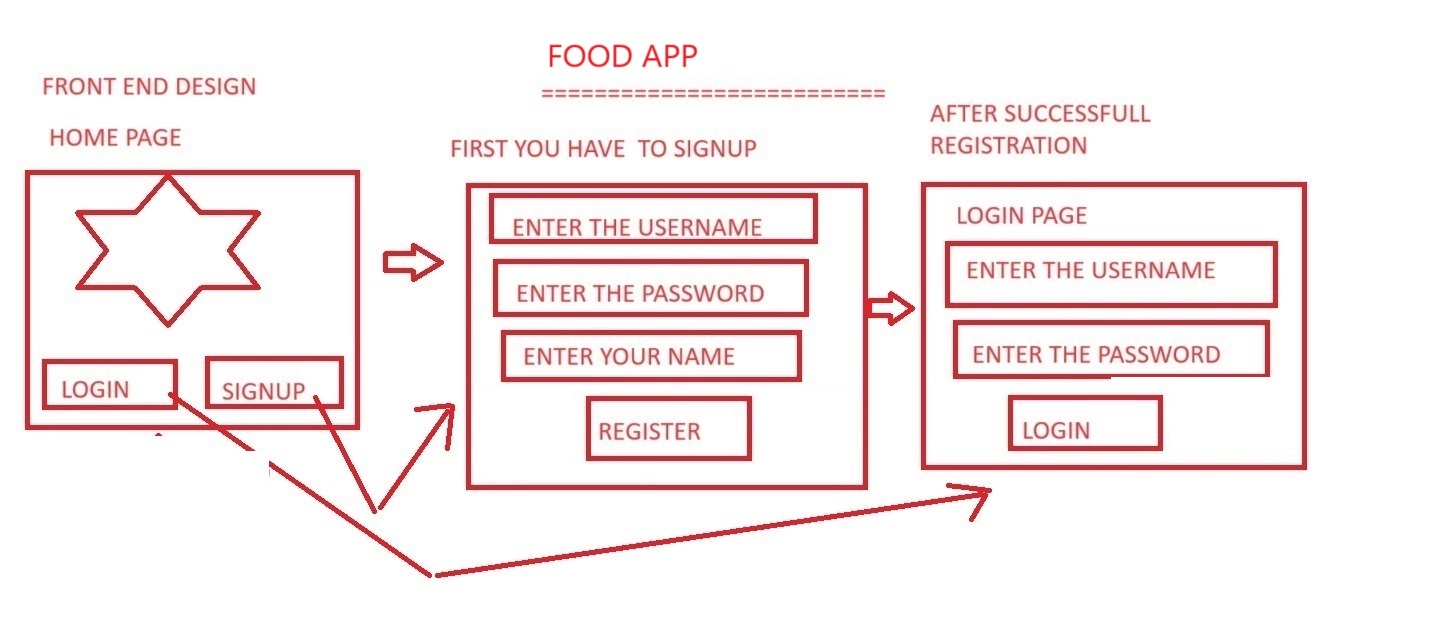 FOOD APP
==========================
FRONT END DESIGN
HOME PAGE
LOGIN
SIGNUP
FIRST YOU HAVE TO SIGNUP
ENTER THE USERNAME
ENTER THE PASSWORD
ENTER YOUR NAME
REGISTER
AFTER SUCCESSFULL
REGISTRATION
LOGIN PAGE
ENTER THE USERNAME
ENTER THE PASSWORD
LOGIN